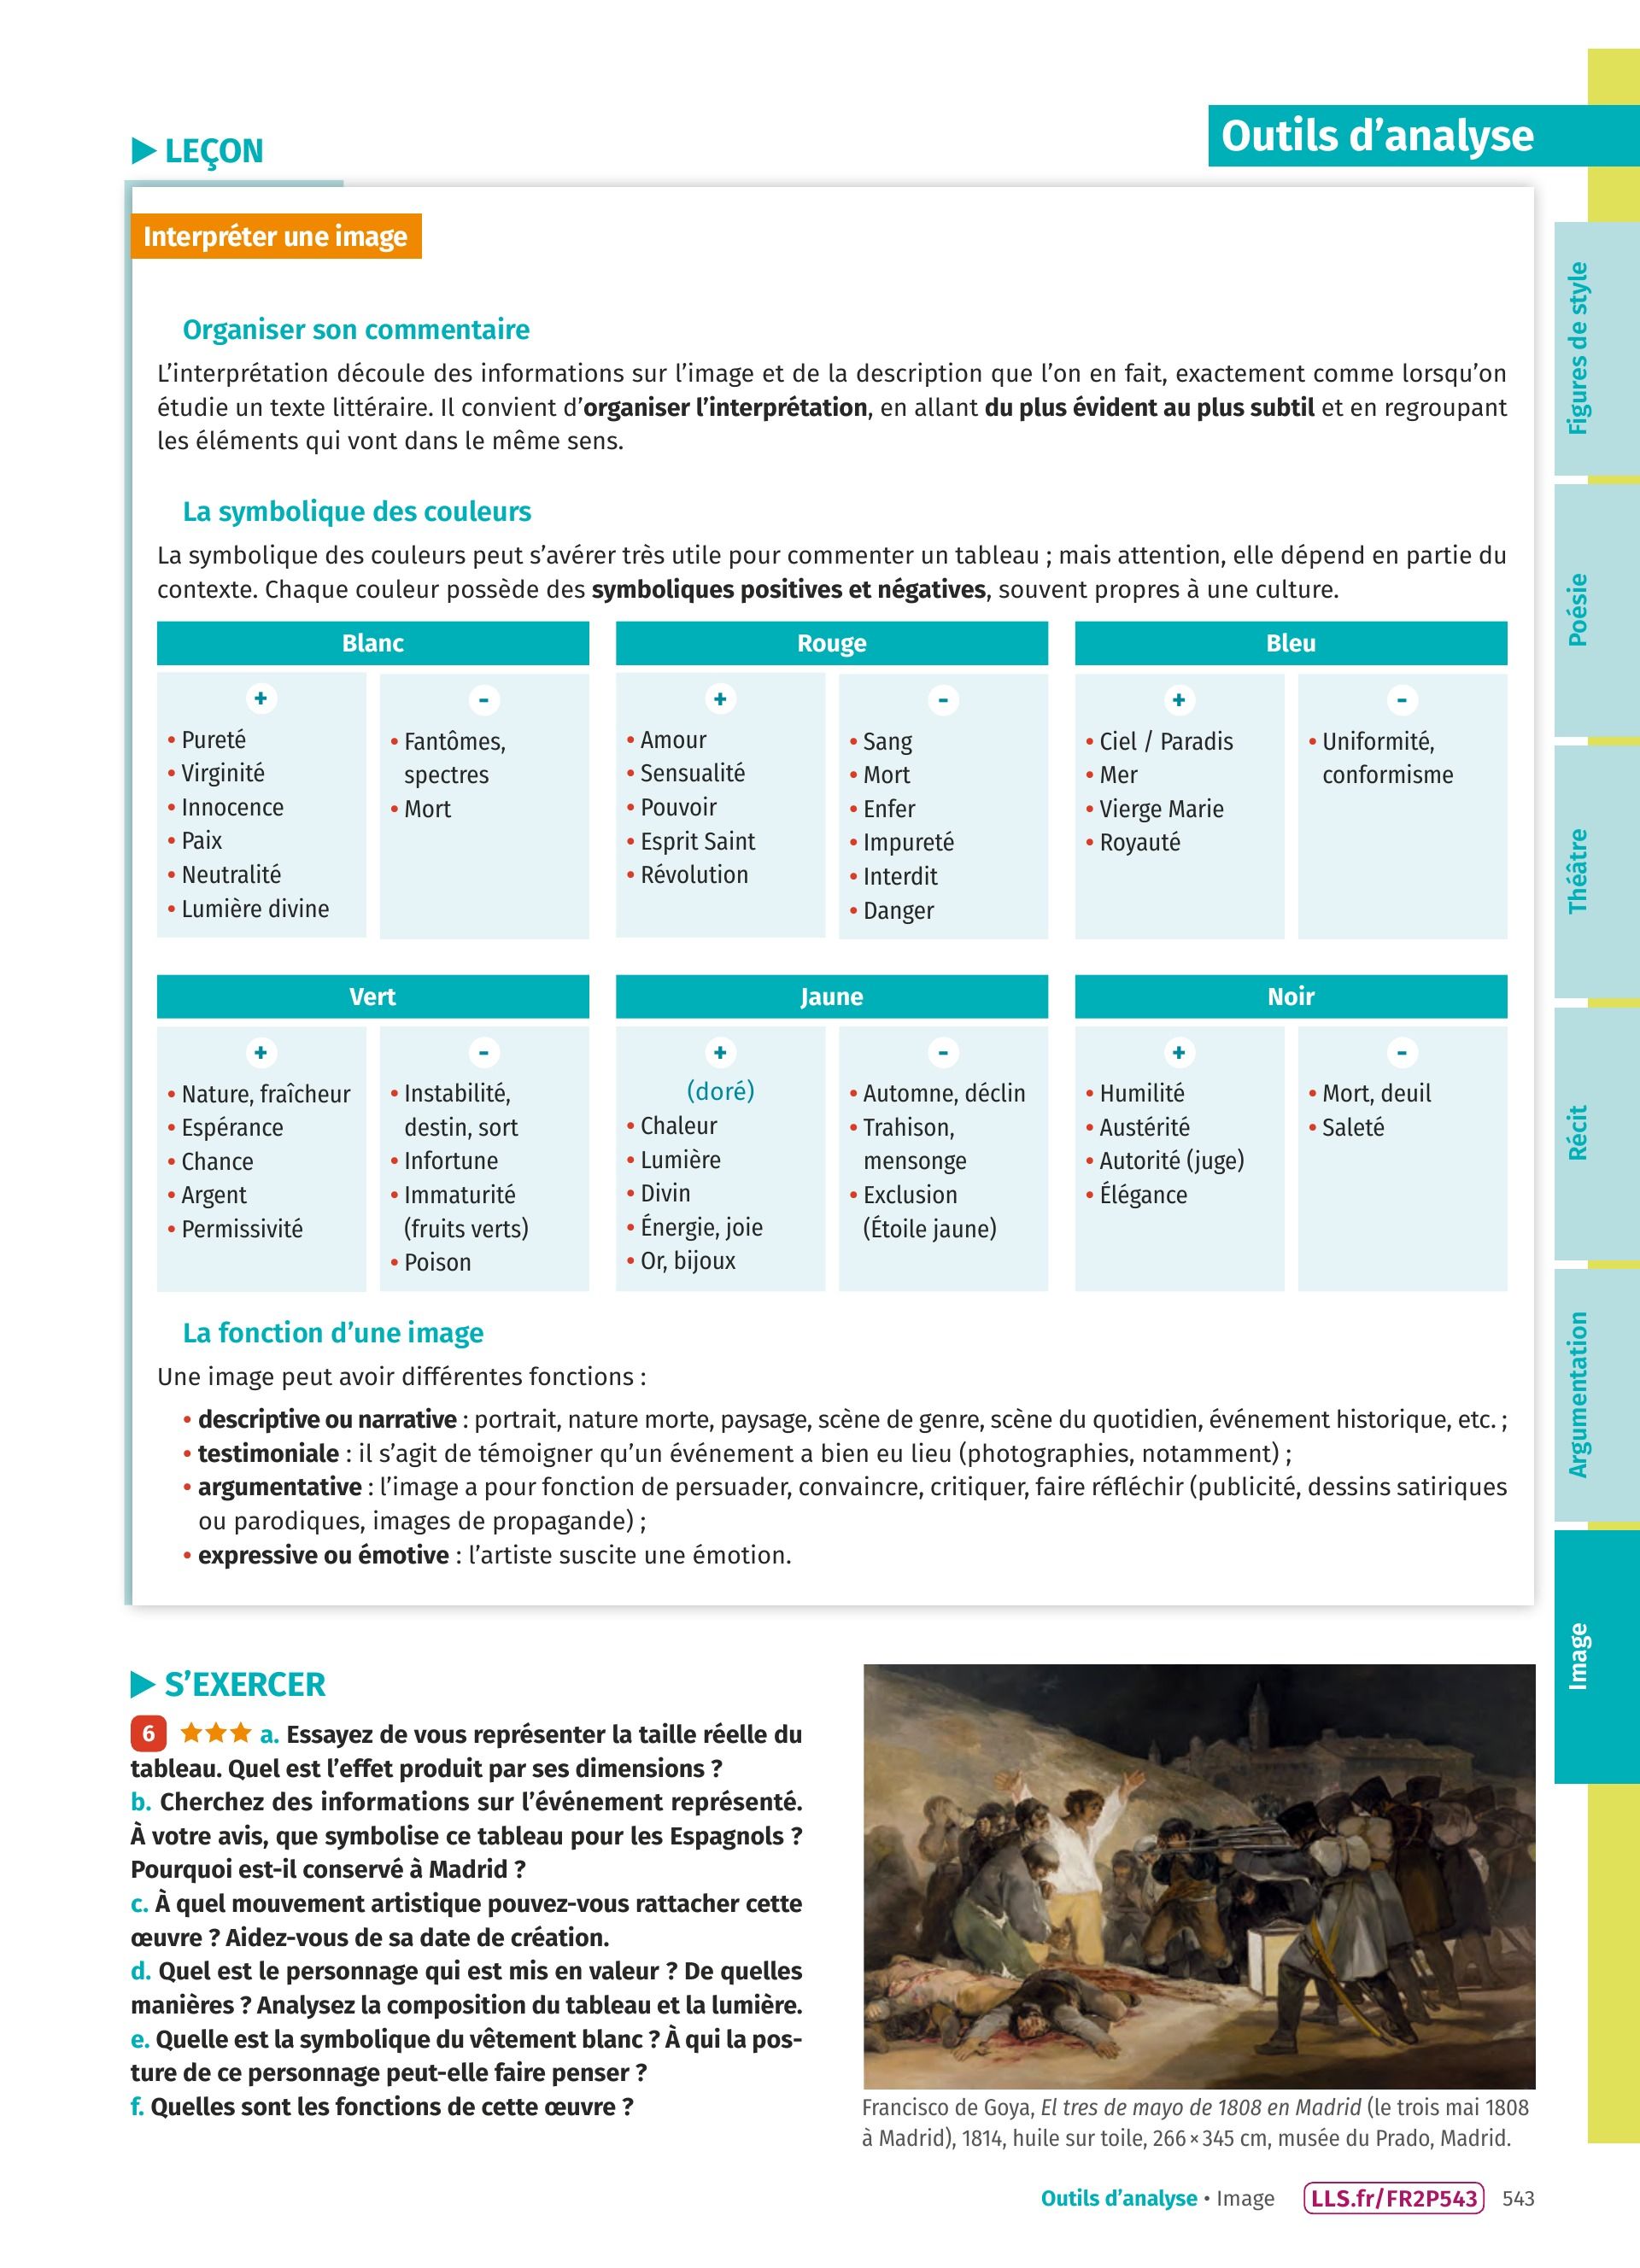 Outils d’analyse
LEÇON
Interpréter une image
Organiser son commentaire
L’interprétation découle des informations sur l’image et de la description que l’on en fait, exactement comme lorsqu’on
étudie un texte littéraire. Il convient d’organiser l’interprétation, en allant du plus évident au plus subtil et en regroupant
les éléments qui vont dans le même sens.
La symbolique des couleurs
La symbolique des couleurs peut s’avérer très utile pour commenter un tableau ; mais attention, elle dépend en partie du
contexte. Chaque couleur possède des symboliques positives et négatives, souvent propres à une culture.
Blanc
+
• Pureté
• Virginité
• Innocence
• Paix
• Neutralité
• Lumière divine
-
• Fantômes,
spectres
• Mort
Rouge
+
• Amour
• Sensualité
• Pouvoir
• Esprit Saint
• Révolution
-
• Sang
• Mort
• Enfer
• Impureté
• Interdit
• Danger
Bleu
+
• Ciel / Paradis
• Mer
• Vierge Marie
• Royauté
-
• Uniformité,
conformisme
Vert
+
• Nature, fraîcheur
• Espérance
• Chance
• Argent
• Permissivité
-
• Instabilité,
destin, sort
• Infortune
• Immaturité
(fruits verts)
• Poison
Jaune
+
(doré)
• Chaleur
• Lumière
• Divin
• Énergie, joie
• Or, bijoux
-
• Automne, déclin
• Trahison,
mensonge
• Exclusion
(Étoile jaune)
Noir
+
• Humilité
• Austérité
• Autorité (juge)
• Élégance
-
• Mort, deuil
• Saleté
La fonction d’une image
Une image peut avoir différentes fonctions :
• descriptive ou narrative : portrait, nature morte, paysage, scène de genre, scène du quotidien, événement historique, etc. ;
• testimoniale : il s’agit de témoigner qu’un événement a bien eu lieu (photographies, notamment) ;
• argumentative : l’image a pour fonction de persuader, convaincre, critiquer, faire réfléchir (publicité, dessins satiriques
ou parodiques, images de propagande) ;
• expressive ou émotive : l’artiste suscite une émotion.
S’EXERCER
6 ★★★ a. Essayez de vous représenter la taille réelle du
tableau. Quel est l’effet produit par ses dimensions ?
b. Cherchez des informations sur l’événement représenté.
À votre avis, que symbolise ce tableau pour les Espagnols ?
Pourquoi est-il conservé à Madrid ?
c. À quel mouvement artistique pouvez-vous rattacher cette
œuvre ? Aidez-vous de sa date de création.
d. Quel est le personnage qui est mis en valeur ? De quelles
manières ? Analysez la composition du tableau et la lumière.
e. Quelle est la symbolique du vêtement blanc ? À qui la pos-
ture de ce personnage peut-elle faire penser ?
f. Quelles sont les fonctions de cette œuvre ?
Francisco de Goya, El tres de mayo de 1808 en Madrid (le trois mai 1808
à Madrid), 1814, huile sur toile, 266 × 345 cm, musée du Prado, Madrid.
Figures de style
Poésie
Théâtre
Récit
Argumentation
Image
Outils d’analyse • Image LLS.fr/FR2P543 543